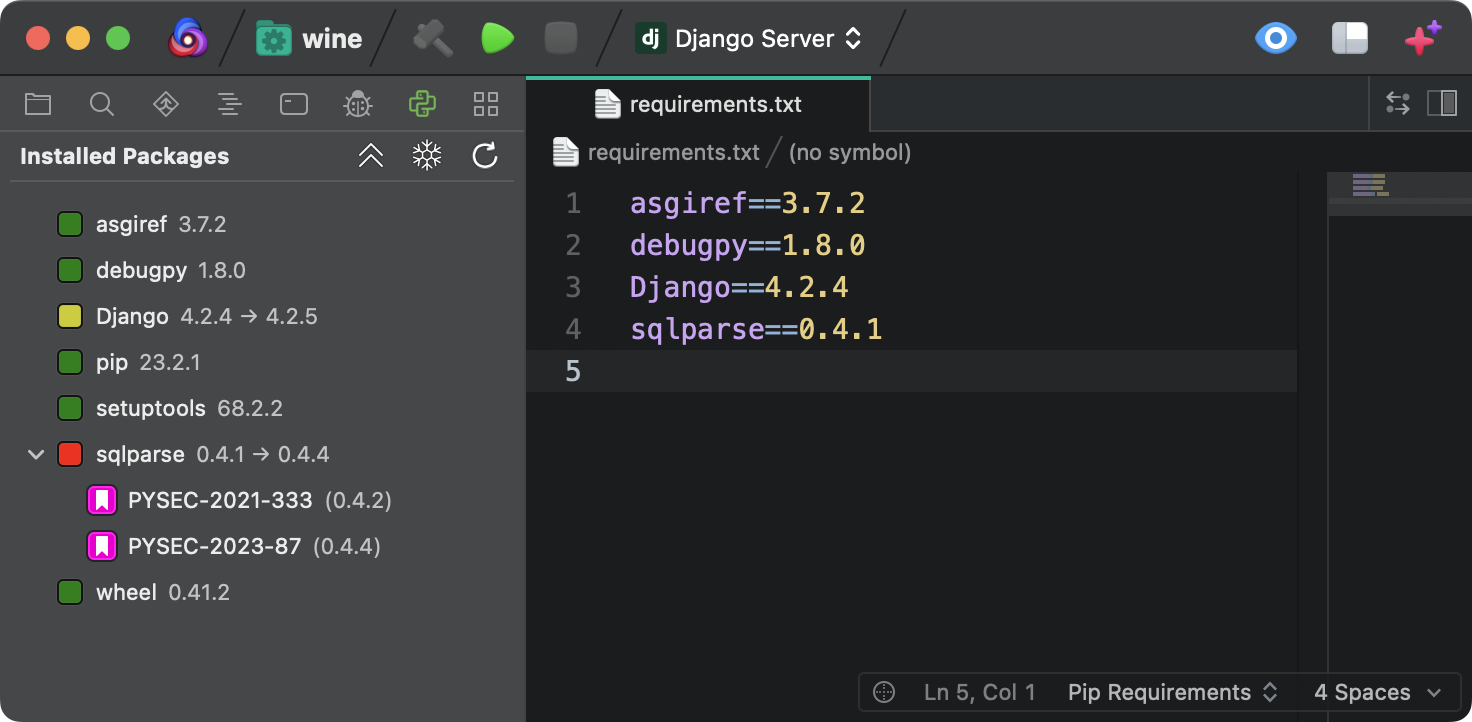 wine
dj Django Server
requirements.txt
Installed Packages
requirements.txt (no symbol)
asgiref 3.7.2
debugpy 1.8.0
Django 4.2.4 → 4.2.5
pip 23.2.1
setuptools 68.2.2
sqlparse 0.4.1 → 0.4.4
PYSEC-2021-333 (0.4.2)
PYSEC-2023-87 (0.4.4)
wheel 0.41.2
1 asgiref==3.7.2
2 debugpy==1.8.0
3 Django==4.2.4
4 sqlparse==0.4.1
5
Ln 5, Col 1 Pip Requirements 4 Spaces